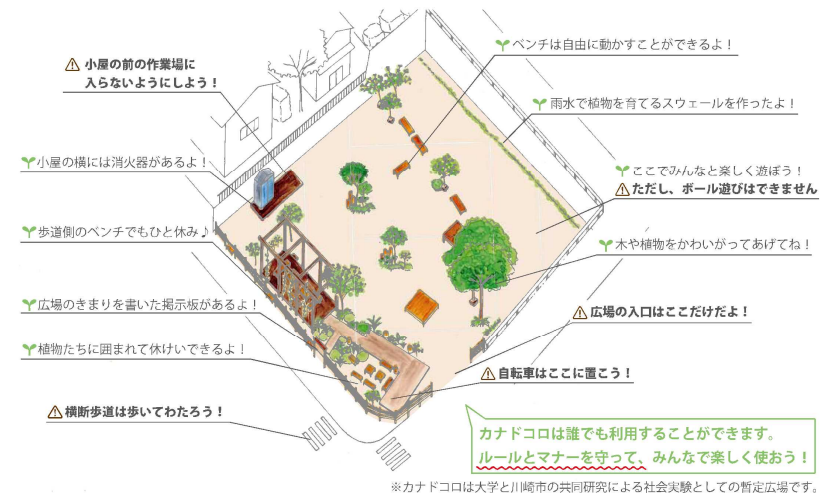 小屋の前の作業場に
入らないようにしよう！
小屋の横には消火器があるよ！
歩道側のベンチでもひと休み♪
広場のきまりを書いた掲示板があるよ！
植物たちに囲まれて休けいできるよ！
横断歩道は歩いてわたろう！
ベンチは自由に動かすことができるよ！
雨水で植物を育てるスウェールを作ったよ！
ここでみんなと楽しく遊ぼう！
ただし、ボール遊びはできません
木や植物をかわいがってあげてね！
広場の入口はここだけだよ！
自転車はここに置こう！
カナドコロは誰でも利用することができます。
ルールとマナーを守って、みんなで楽しく使おう！
※カナドコロは大学と川崎市の共同研究による社会実験としての暫定広場です。